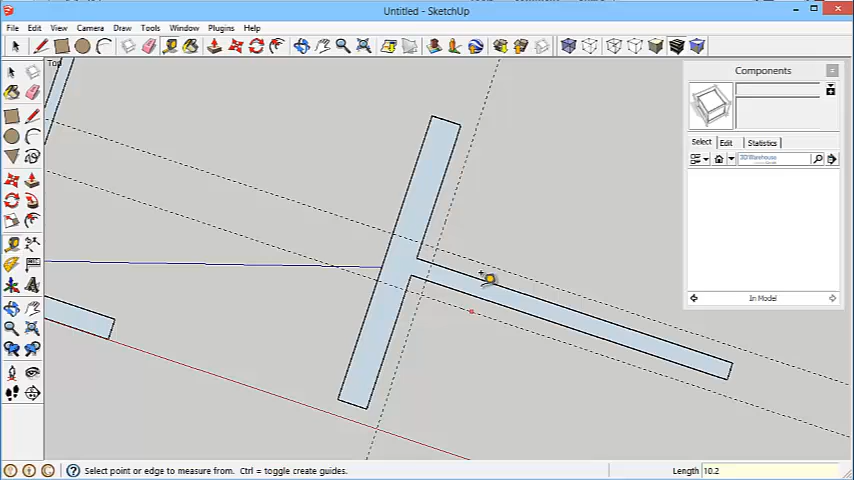 Untitled - SketchUp
File Edit View Camera Draw Tools Window Plugins Help
Top
Components
Select Edit Statistics
3DWarehouse
In Model
Select point or edge to measure from. Ctrl = toggle create guides.
Length 10.2